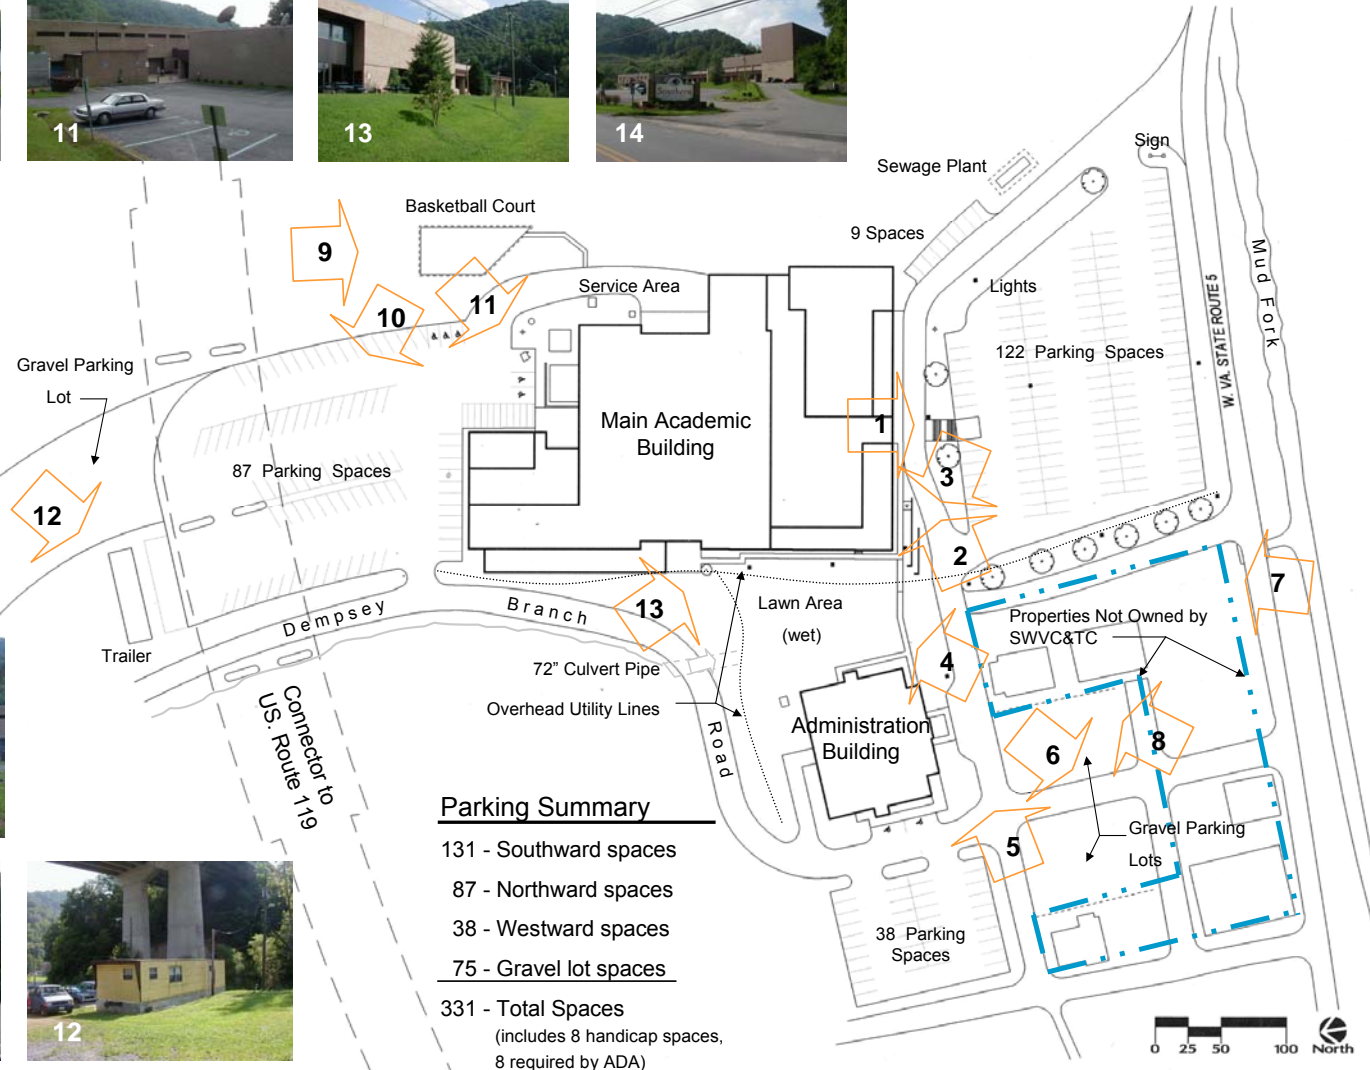 11
13
14
Southern
Sign
Sewage Plant
Basketball Court
9 Spaces
9
Mud Fork
Service Area
Lights
11
10
W. VA. STATE ROUTE 5
122 Parking Spaces
Gravel Parking
Lot
1
Main Academic
Building
87 Parking Spaces
3
12
2
7
Lawn Area
(wet)
13
Branch
Dempsey
Properties Not Owned by
SWVC&TC
Trailer
72” Culvert Pipe
4
Connector to
US. Route 119
Overhead Utility Lines
Road
Administration
Building
6
8
Parking Summary
131 - Southward spaces
87 - Northward spaces
38 - Westward spaces
75 - Gravel lot spaces
331 - Total Spaces
(includes 8 handicap spaces,
8 required by ADA)
5
Gravel Parking
Lots
38 Parking
Spaces
12
0 25 50 100 North